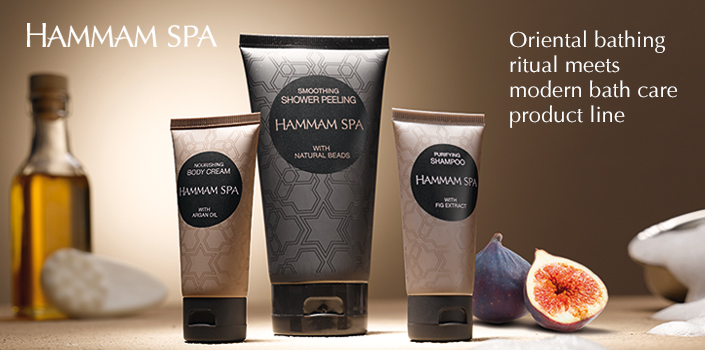 HAMMAM SPA
Oriental bathing
ritual meets
modern bath care
product line
NOURISHING
BODY CREAM
HAMMAM SPA
WITH
ARGAN OIL
SMOOTHING
SHOWER PEELING
HAMMAM SPA
WITH
NATURAL BEADS
PURIFYING
SHAMPOO
HAMMAM SPA
WITH
FIG EXTRACT